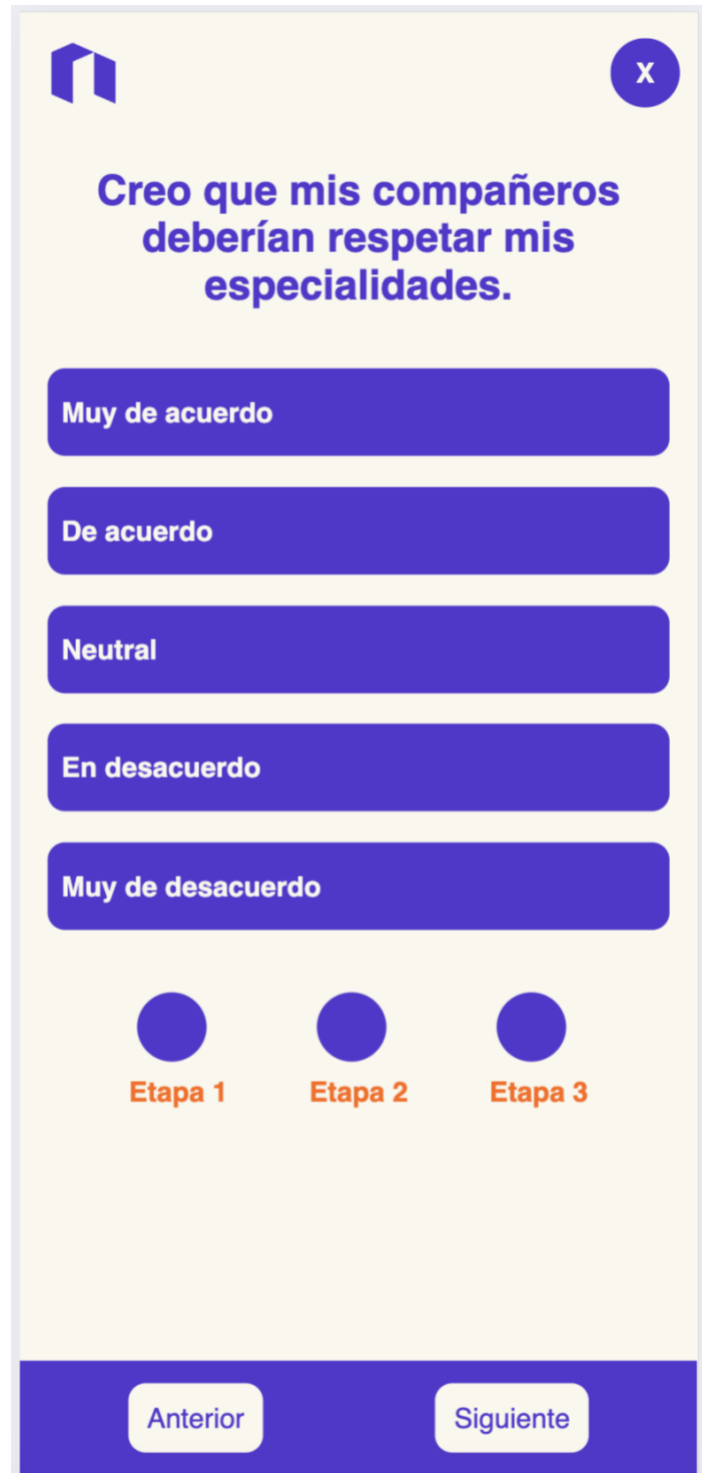 X
Creo que mis compañeros
deberían respetar mis
especialidades.
Muy de acuerdo
De acuerdo
Neutral
En desacuerdo
Muy de desacuerdo
Etapa 1 Etapa 2 Etapa 3
Anterior Siguiente